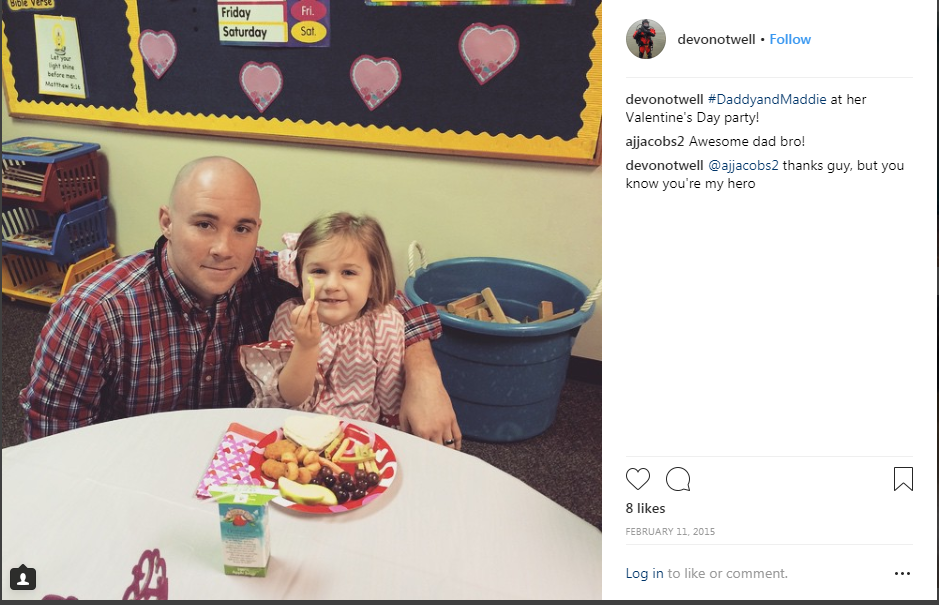 Bible Verse
Let your
light shine
before men.
Matthew 5:16
Friday
Fri.
Saturday
Sat.
devonotwell • Follow
devonotwell #DaddyandMaddie at her
Valentine's Day party!
ajjacobs2 Awesome dad bro!
devonotwell @ajjacobs2 thanks guy, but you
know you're my hero
8 likes
FEBRUARY 11, 2015
Log in to like or comment.